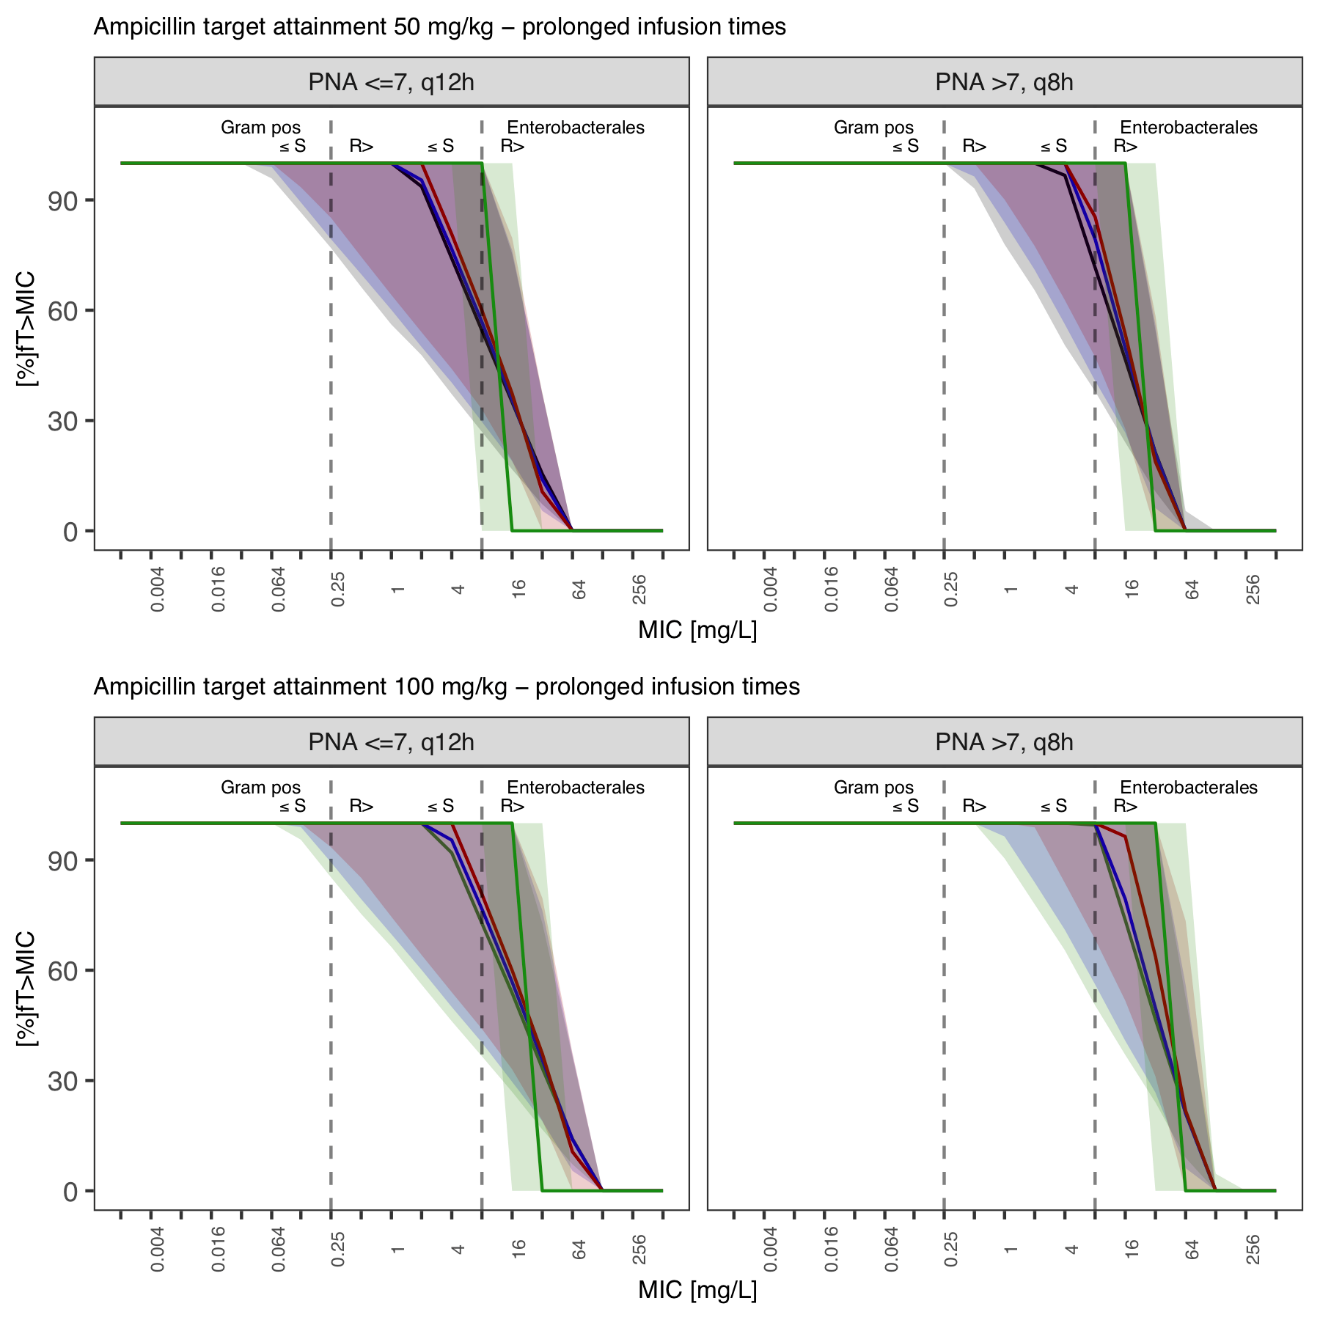 Ampicillin target attainment 50 mg/kg − prolonged infusion times
PNA <=7, q12h
PNA >7, q8h
Gram pos
Enterobacterales
≤ S
R>
≤ S
R>
Gram pos
Enterobacterales
≤ S
R>
≤ S
R>
[%]fT>MIC
90
60
30
0
0.004
0.016
0.064
0.25
1
4
16
64
256
0.004
0.016
0.064
0.25
1
4
16
64
256
MIC [mg/L]
Ampicillin target attainment 100 mg/kg − prolonged infusion times
PNA <=7, q12h
PNA >7, q8h
Gram pos
Enterobacterales
≤ S
R>
≤ S
R>
Gram pos
Enterobacterales
≤ S
R>
≤ S
R>
[%]fT>MIC
90
60
30
0
0.004
0.016
0.064
0.25
1
4
16
64
256
0.004
0.016
0.064
0.25
1
4
16
64
256
MIC [mg/L]